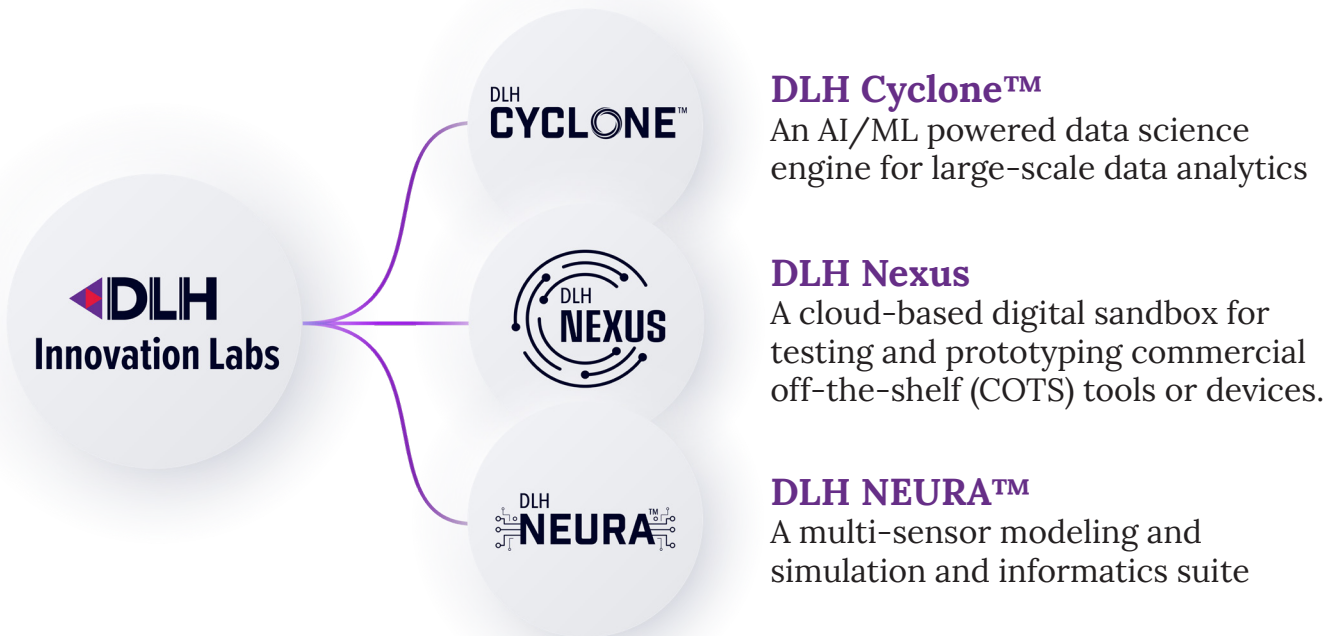 DLH
Innovation Labs
DLH
CYCLONE™
DLH Cyclone™
An AI/ML powered data science
engine for large-scale data analytics
DLH
NEXUS
DLH Nexus
A cloud-based digital sandbox for
testing and prototyping commercial
off-the-shelf (COTS) tools or devices.
DLH
NEURA™
DLH NEURA™
A multi-sensor modeling and
simulation and informatics suite